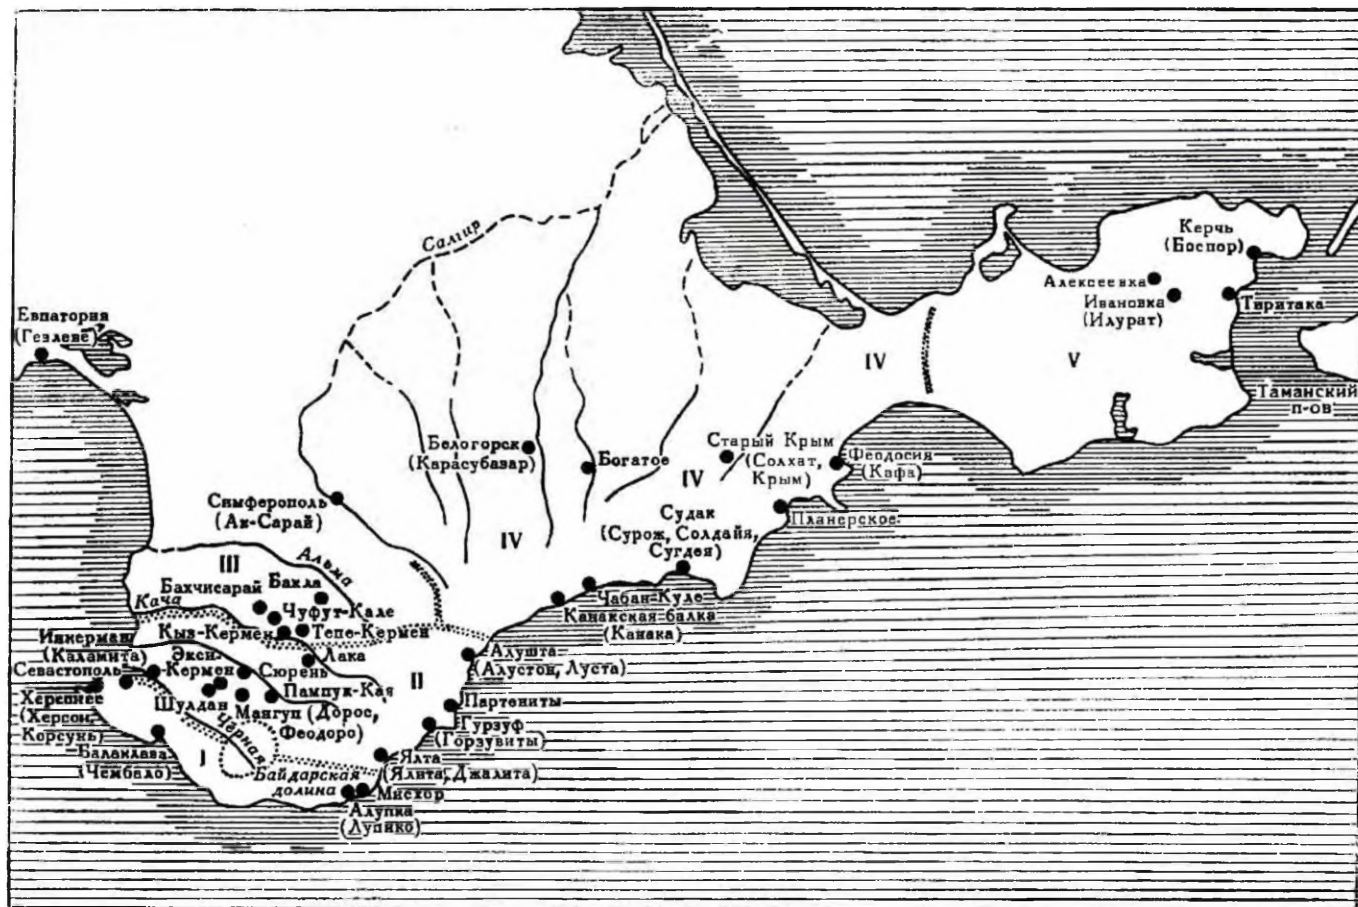 Салгир
Керчь
(Боспор)
Алексеевка
Ивановка
(Илурат)
Тиритака
Евпатория
(Гезлеве)
IV
V
Таманский
п-ов
Белогорск
(Карасубазар)
Богатое
Старый Крым
(Солхат,
Крым)
Феодосия
(Кафа)
IV
Симферополь
(Ак-Сарай)
Планерское
Судак
(Сурож, Солдайя,
Сугдея)
IV
III
Альма
Бахчисарай
Бакла
Чабан-Куле
Кача
Чуфут-Кале
Канакская балка
(Канака)
Кыз-Кермен
Тепе-Кермен
Инкерман
(Каламита)
Эски-
Кермен
Сюрень
Лака
Алушта
(Алустон, Луста)
II
Севастополь
Шулдан
Пампук-Кая
Партениты
Херсонес
(Херсон,
Корсунь)
Мангуп (Дорос,
Феодоро)
Чёрная
Гурзуф
(Горзувиты)
Балаклава
(Чембало)
I
Байдарская
долина
Ялта
(Ялита, Джалита)
Мисхор
Алупка
(Лупико)